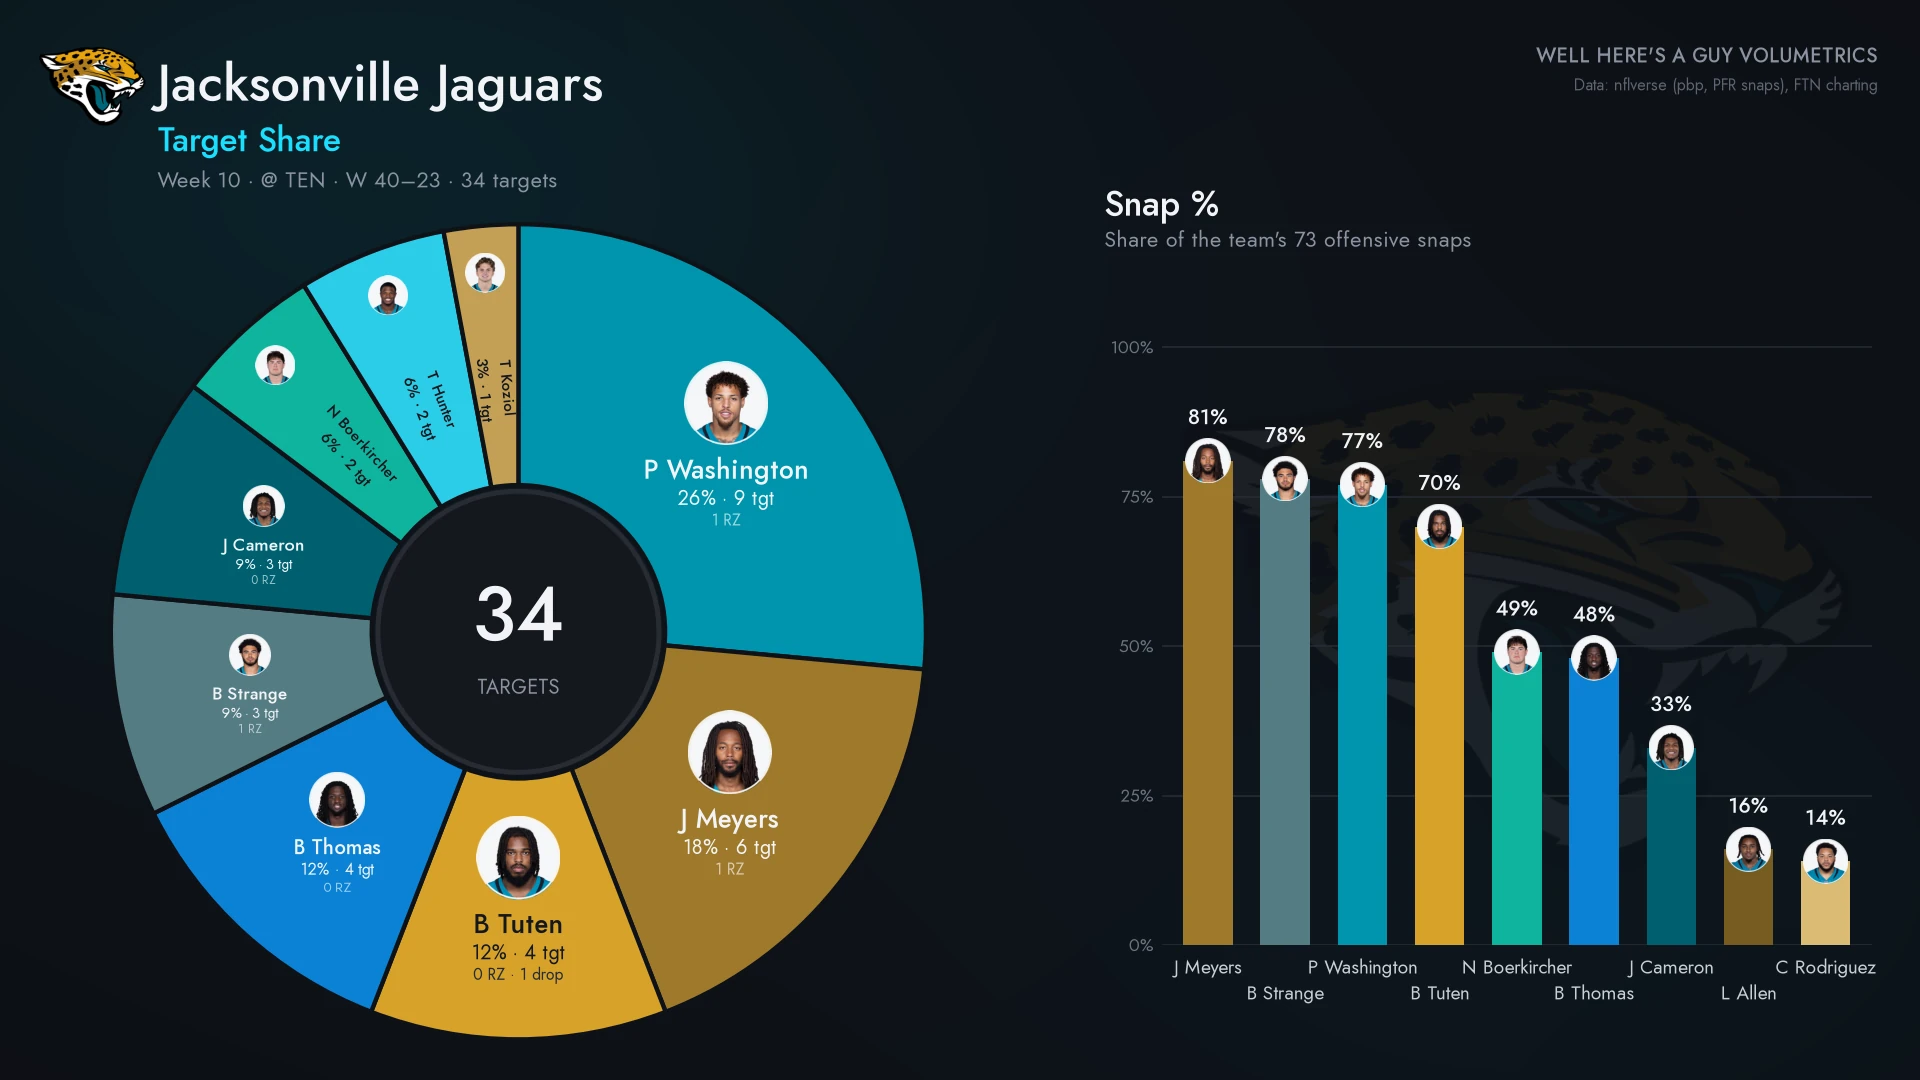 Jacksonville Jaguars
Target Share
Week 10 · @ TEN · W 40–23 · 34 targets
WELL HERE'S A GUY VOLUMETRICS
Data: nflverse (pbp, PFR snaps), FTN charting
P Washington
26% · 9 tgt
1 RZ
J Meyers
18% · 6 tgt
1 RZ
B Tuten
12% · 4 tgt
0 RZ · 1 drop
B Thomas
12% · 4 tgt
0 RZ
B Strange
9% · 3 tgt
1 RZ
J Cameron
9% · 3 tgt
0 RZ
N Boerkircher
6% · 2 tgt
T Hunter
6% · 2 tgt
T Koziol
3% · 1 tgt
34
TARGETS
Snap %
Share of the team's 73 offensive snaps
100%
75%
50%
25%
0%
81%
78%
77%
70%
49%
48%
33%
16%
14%
J Meyers
B Strange
P Washington
B Tuten
N Boerkircher
B Thomas
J Cameron
L Allen
C Rodriguez